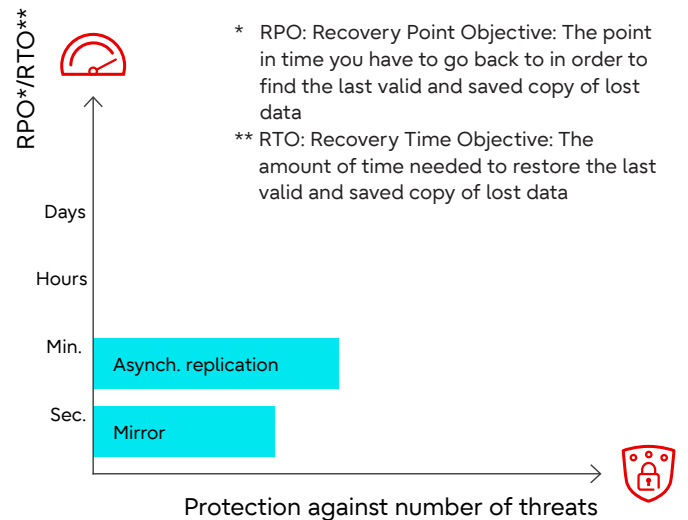 RPO*/RTO**
* RPO: Recovery Point Objective: The point
in time you have to go back to in order to
find the last valid and saved copy of lost
data
** RTO: Recovery Time Objective: The
amount of time needed to restore the last
valid and saved copy of lost data
Days
Hours
Min.
Asynch. replication
Sec.
Mirror
Protection against number of threats